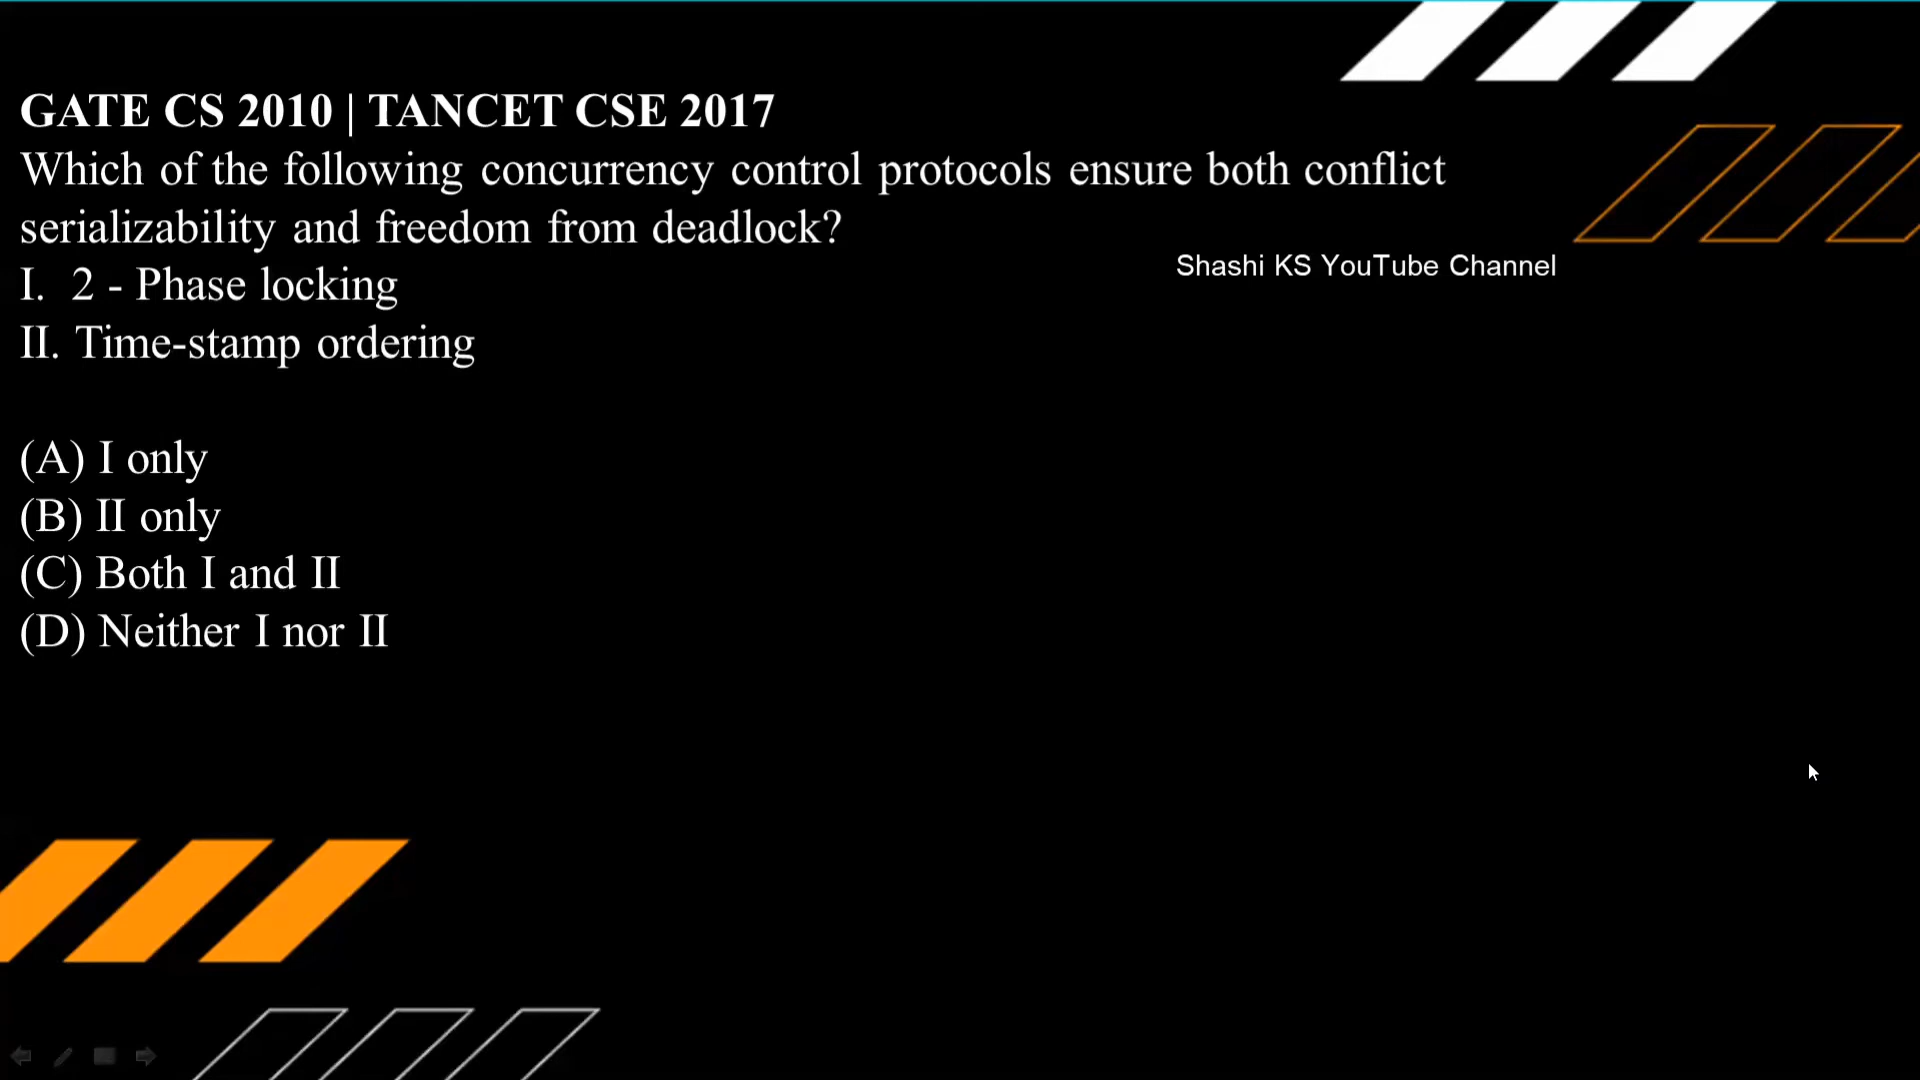 GATE CS 2010 | TANCET CSE 2017
Which of the following concurrency control protocols ensure both conflict
serializability and freedom from deadlock?
Shashi KS YouTube Channel
I. 2 - Phase locking
II. Time-stamp ordering
(A) I only
(B) II only
(C) Both I and II
(D) Neither I nor II